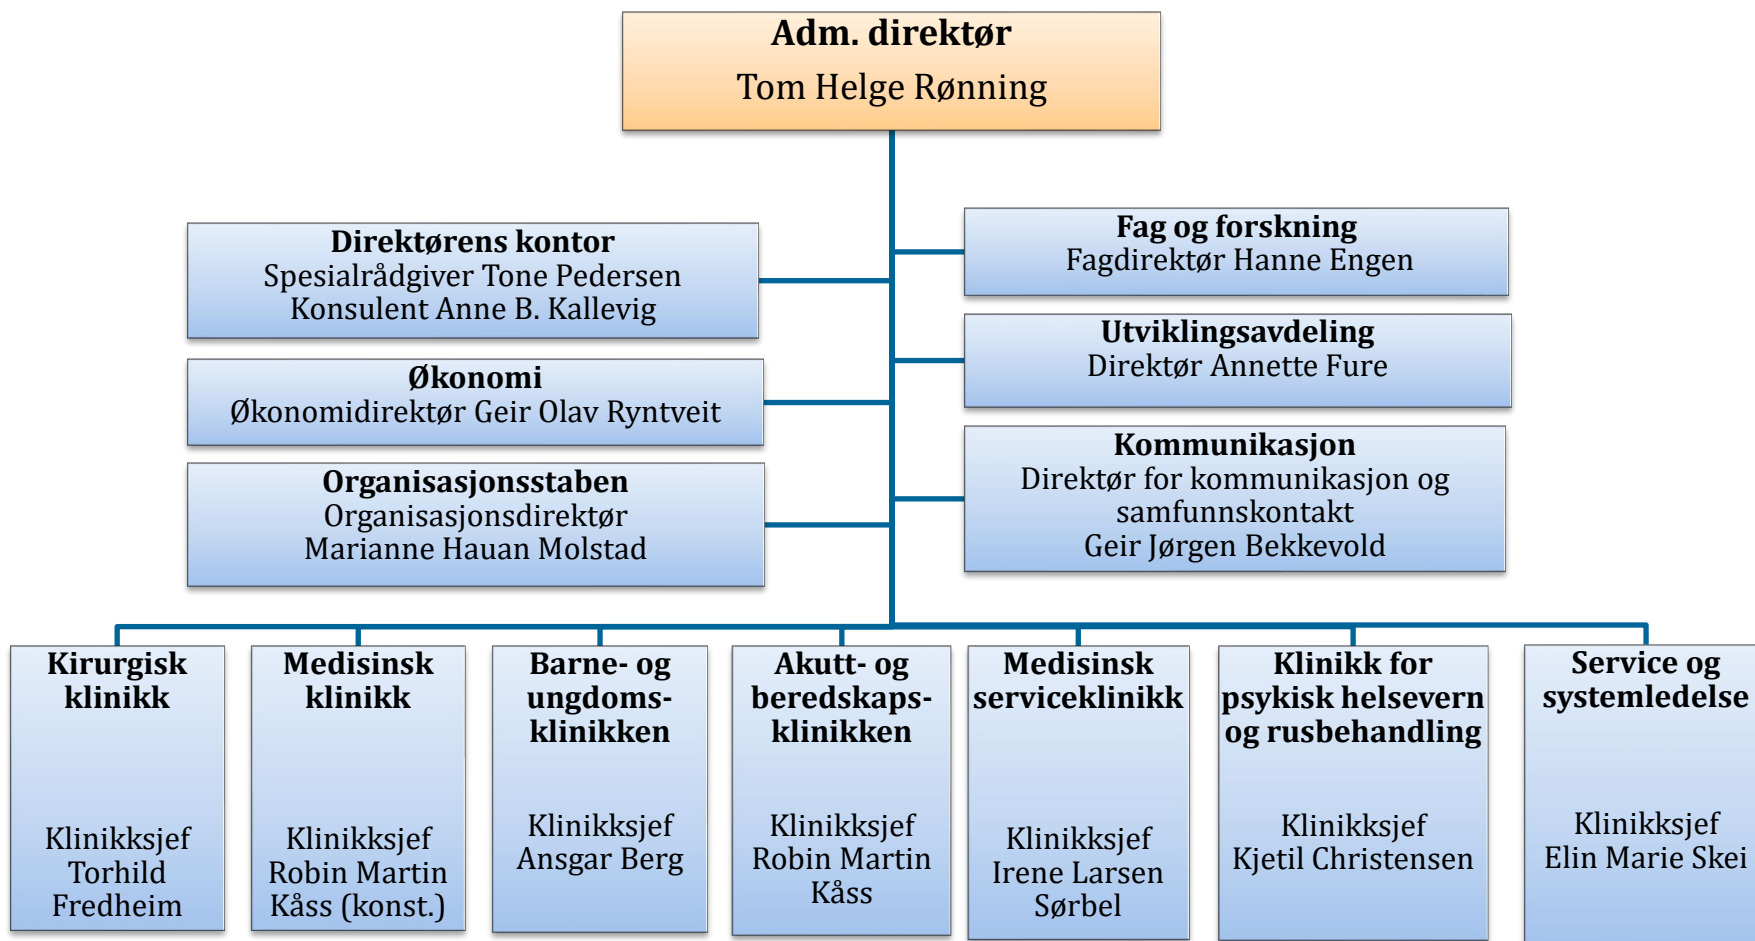 Adm. direktør
Tom Helge Rønning
Direktørens kontor
Spesialrådgiver Tone Pedersen
Konsulent Anne B. Kallevig
Fag og forskning
Fagdirektør Hanne Engen
Økonomi
Økonomidirektør Geir Olav Ryntveit
Utviklingsavdeling
Direktør Annette Fure
Organisasjonsstaben
Organisasjonsdirektør
Marianne Hauan Molstad
Kommunikasjon
Direktør for kommunikasjon og
samfunnskontakt
Geir Jørgen Bekkevold
Kirurgisk
klinikk
Klinikksjef
Torhild
Fredheim
Medisinsk
klinikk
Klinikksjef
Robin Martin
Kåss (konst.)
Barne- og
ungdoms-
klinikken
Klinikksjef
Ansgar Berg
Akutt- og
beredskaps-
klinikken
Klinikksjef
Robin Martin
Kåss
Medisinsk
serviceklinikk
Klinikksjef
Irene Larsen
Sørbel
Klinikk for
psykisk helsevern
og rusbehandling
Klinikksjef
Kjetil Christensen
Service og
systemledelse
Klinikksjef
Elin Marie Skei